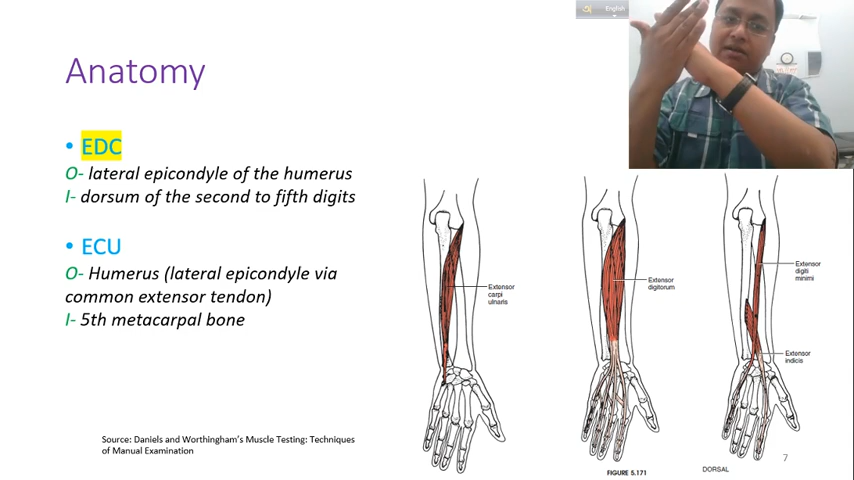 English
Anatomy
• EDC
O- lateral epicondyle of the humerus
I- dorsum of the second to fifth digits
• ECU
O- Humerus (lateral epicondyle via
common extensor tendon)
I- 5th metacarpal bone
Extensor
carpi
ulnaris
Extensor
digitorum
Extensor
digiti
minimi
Extensor
indicis
Source: Daniels and Worthingham's Muscle Testing: Techniques
of Manual Examination
FIGURE 5.171
DORSAL
7